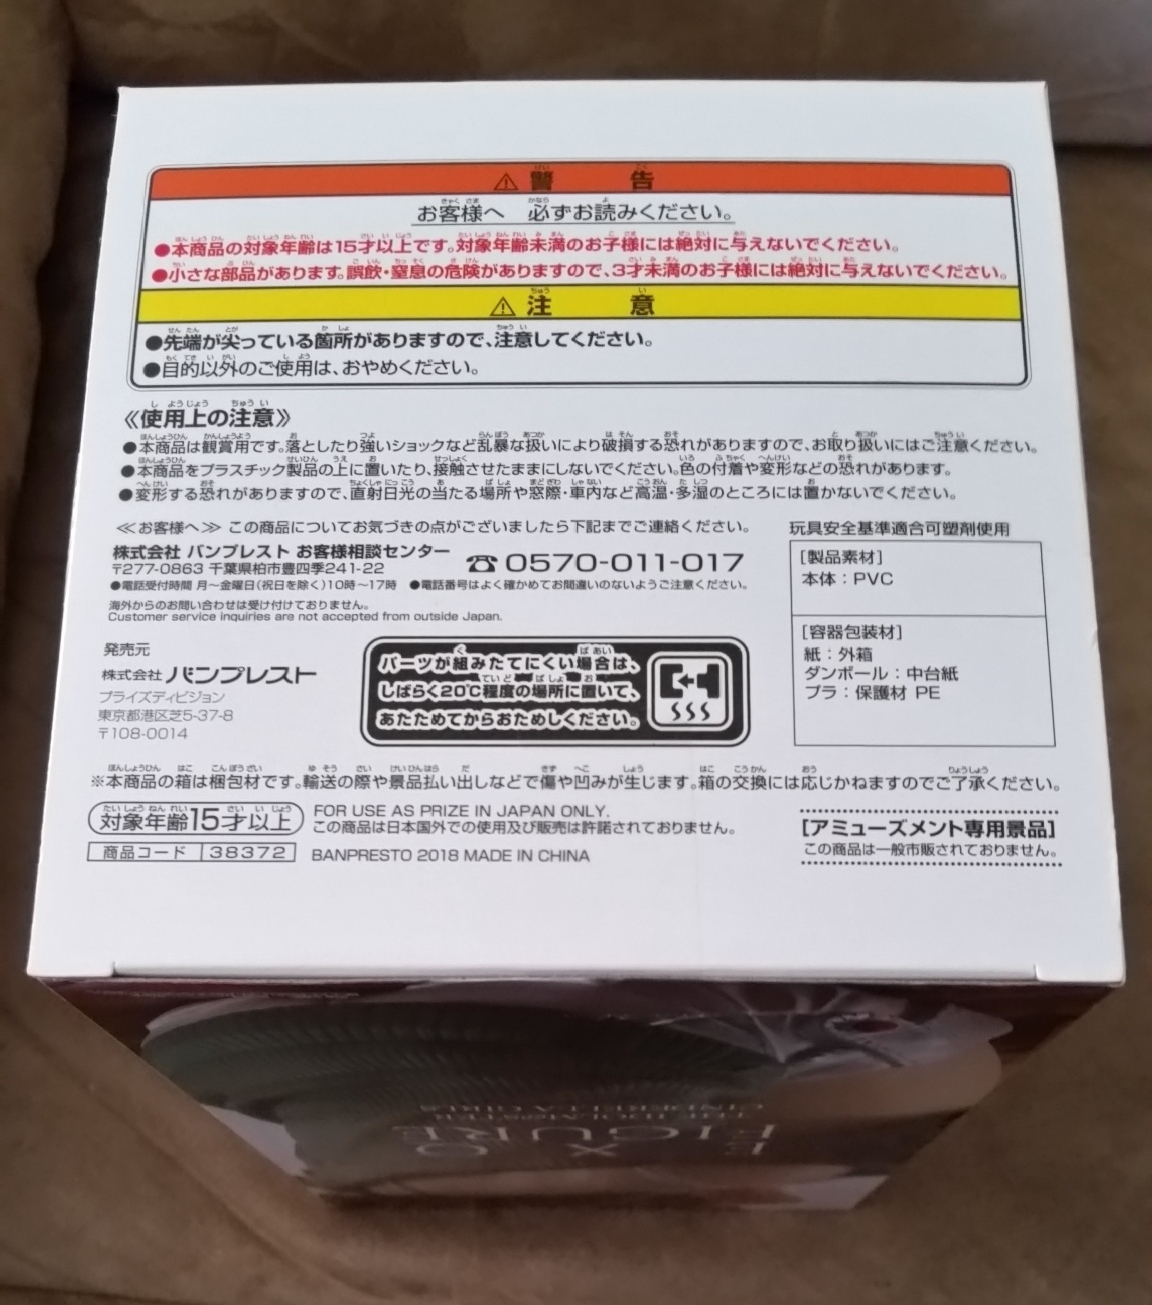 ⚠警告
お客様へ 必ずお読みください。
●本商品の対象年齢は15才以上です。対象年齢未満のお子様には絶対に与えないでください。
●小さな部品があります。誤飲・窒息の危険がありますので、3才未満のお子様には絶対に与えないでください。
⚠注意
●先端が尖っている箇所がありますので、注意してください。
●目的以外のご使用は、おやめください。
《使用上の注意》
●本商品は観賞用です。落としたり強いショックなど乱暴な扱いにより破損する恐れがありますので、お取り扱いにはご注意ください。
●本商品をプラスチック製品の上に置いたり、接触させたままにしないでください。色の付着や変形などの恐れがあります。
●変形する恐れがありますので、直射日光の当たる場所や窓際・車内など高温・多湿のところには置かないでください。
≪お客様へ≫ この商品についてお気づきの点がございましたら下記までご連絡ください。
株式会社 バンプレスト お客様相談センター
〒277-0863 千葉県柏市豊四季241-22
☎0570-011-017
●電話受付時間 月〜金曜日(祝日を除く)10時〜17時 ●電話番号はよく確かめてお間違いのないようご注意ください。
海外からのお問い合わせは受け付けておりません。
Customer service inquiries are not accepted from outside Japan.
玩具安全基準適合可塑剤使用
[製品素材]
本体:PVC
[容器包装材]
紙:外箱
ダンボール:中台紙
プラ:保護材 PE
発売元
株式会社 バンプレスト
プライズディビジョン
東京都港区芝5-37-8
〒108-0014
パーツが組みたてにくい場合は、
しばらく20℃程度の場所に置いて、
あたためてからおためしください。
※本商品の箱は梱包材です。輸送の際や景品払い出しなどで傷や凹みが生じます。箱の交換には応じかねますのでご了承ください。
対象年齢15才以上
FOR USE AS PRIZE IN JAPAN ONLY.
この商品は日本国外での使用及び販売は許諾されておりません。
商品コード 38372
BANPRESTO 2018 MADE IN CHINA
[アミューズメント専用景品]
この商品は一般市販されておりません。
CINDERELLA GIRLS
EXQ
FIGURE